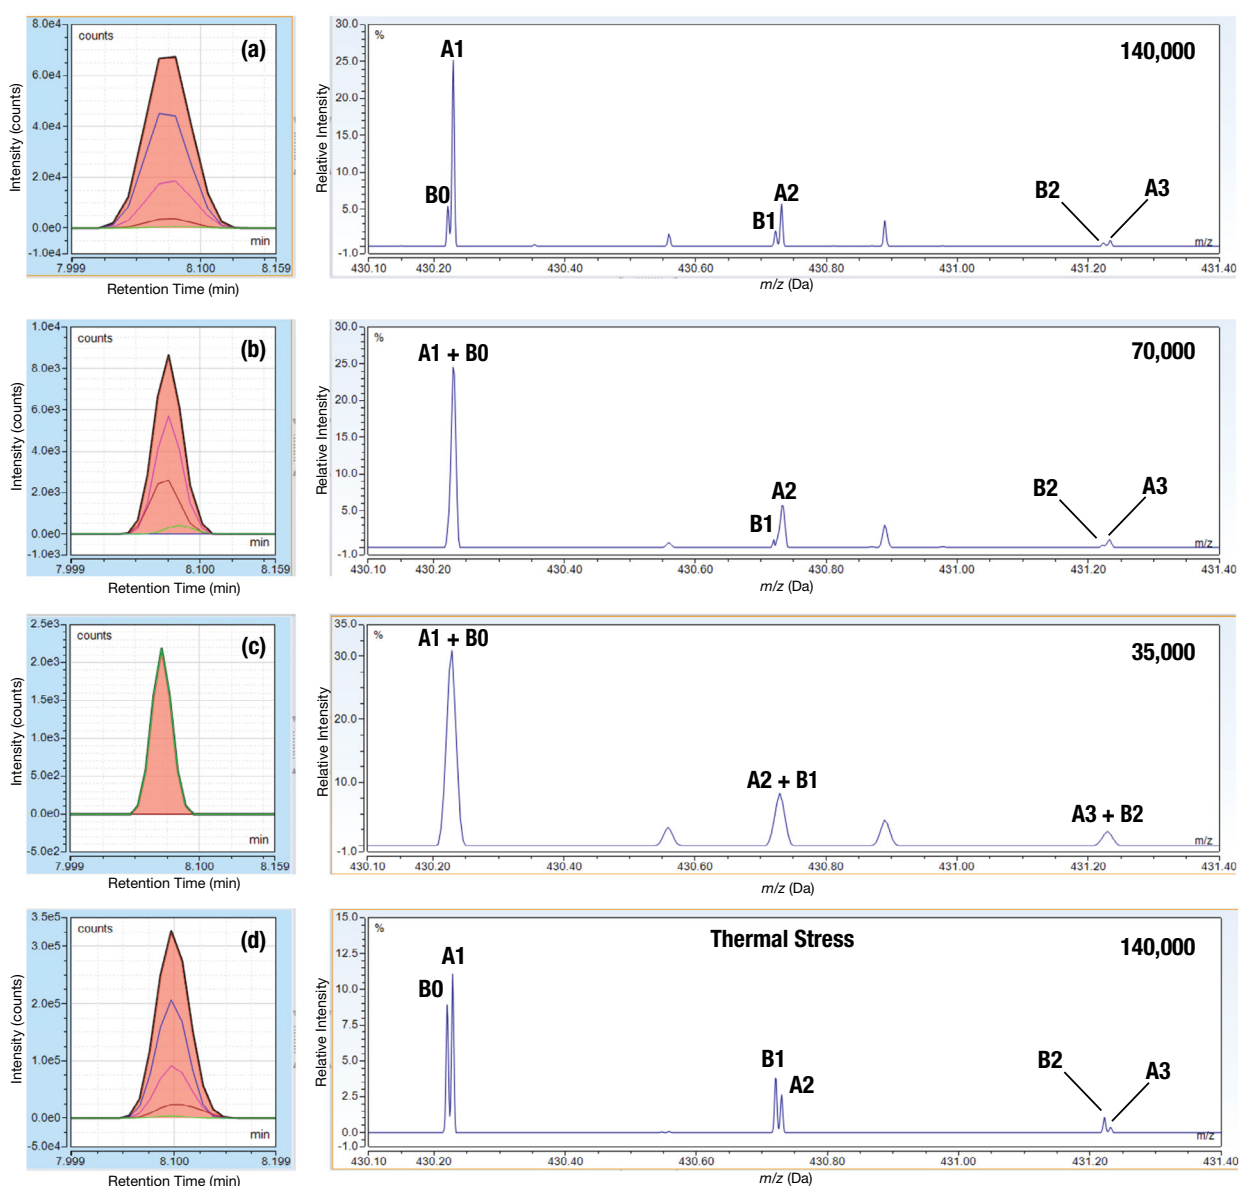 8.0e4
6.0e4
4.0e4
2.0e4
0.0e0
-1.0e4
counts
(a)
min
7.999
8.100
8.159
Intensity (counts)
Retention Time (min)
30.0
25.0
20.0
15.0
10.0
5.0
-1.0
%
A1
B0
B1
A2
B2
A3
140,000
m/z
430.10
430.20
430.40
430.60
430.80
431.00
431.20
431.40
Relative Intensity
m/z (Da)
1.0e4
8.0e3
6.0e3
4.0e3
2.0e3
0.0e0
-1.0e3
counts
(b)
min
7.999
8.100
8.159
Intensity (counts)
Retention Time (min)
30.0
25.0
20.0
15.0
10.0
5.0
-1.0
%
A1 + B0
B1
A2
B2
A3
70,000
m/z
430.10
430.20
430.40
430.60
430.80
431.00
431.20
431.40
Relative Intensity
m/z (Da)
2.5e3
2.0e3
1.5e3
1.0e3
5.0e2
0.0e0
-5.0e2
counts
(c)
min
7.999
8.100
8.159
Intensity (counts)
Retention Time (min)
35.0
30.0
20.0
10.0
-1.0
%
A1 + B0
A2 + B1
A3 + B2
35,000
m/z
430.10
430.20
430.40
430.60
430.80
431.00
431.20
431.40
Relative Intensity
m/z (Da)
3.5e5
3.0e5
2.0e5
1.0e5
0.0e0
-5.0e4
counts
(d)
min
7.999
8.100
8.199
Intensity (counts)
Retention Time (min)
15.0
12.5
10.0
7.5
5.0
2.5
0.0
-1.0
%
Thermal Stress
140,000
A1
B0
B1
A2
B2
A3
m/z
430.10
430.20
430.40
430.60
430.80
431.00
431.20
431.40
Relative Intensity
m/z (Da)